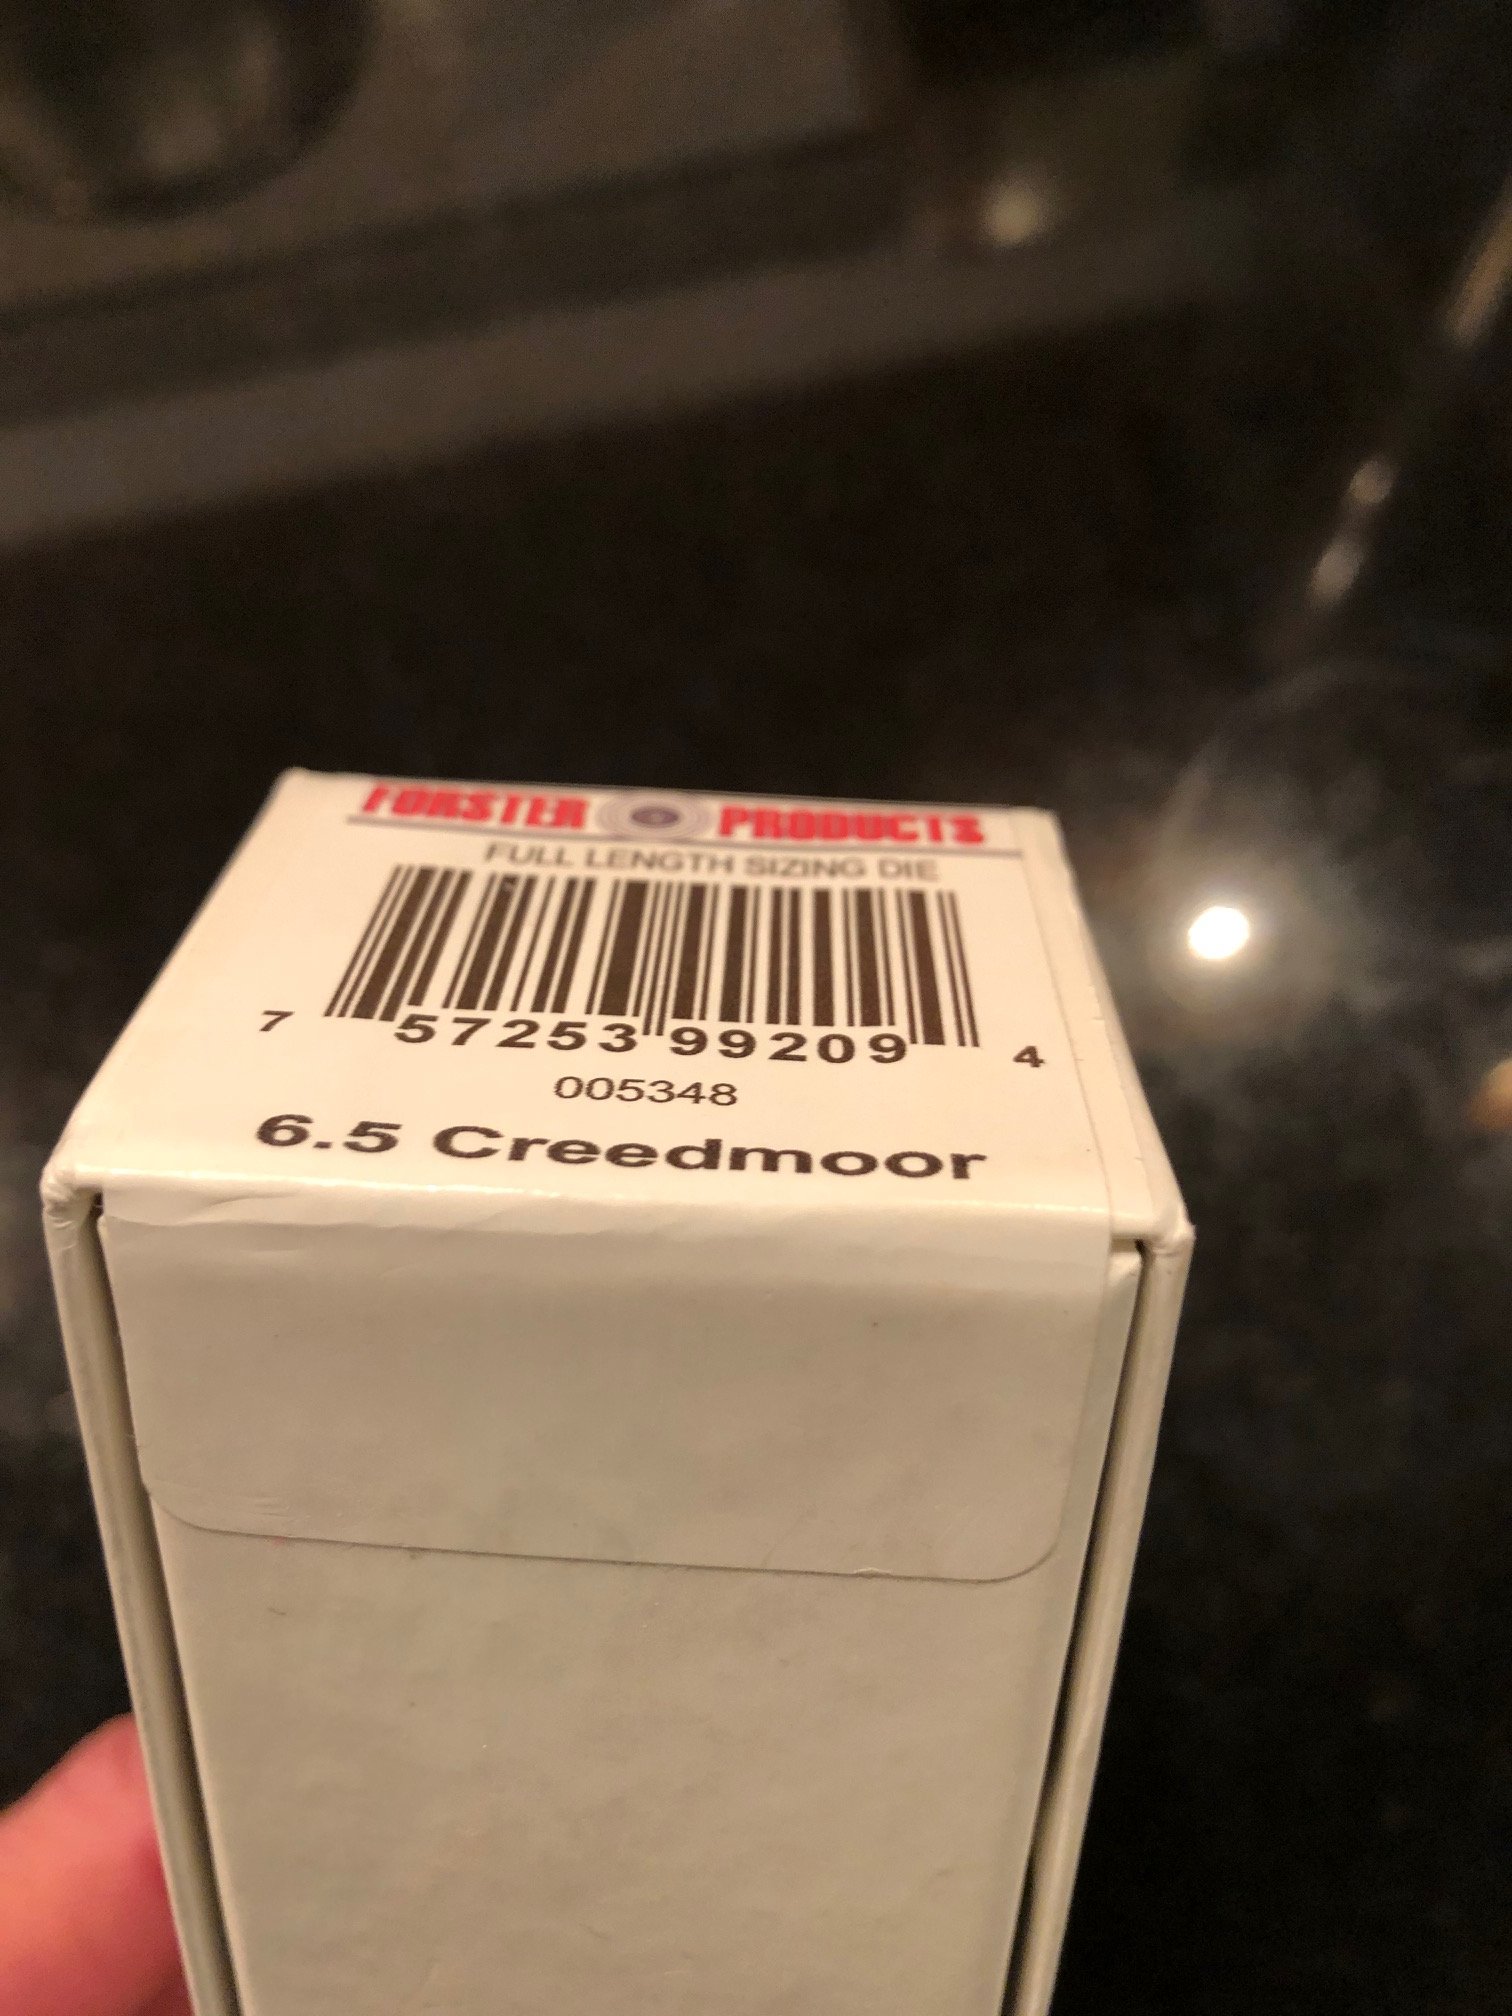 FORSTER PRODUCTS
FULL LENGTH SIZING DIE
7 57253 99209 4
005348
6.5 Creedmoor